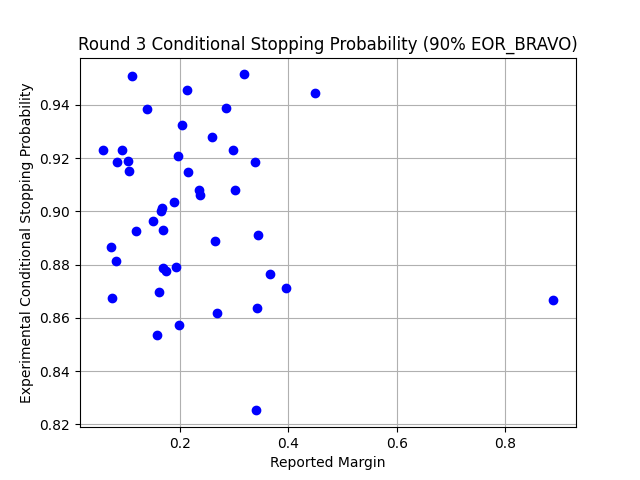 Round 3 Conditional Stopping Probability (90% EOR_BRAVO)
Experimental Conditional Stopping Probability
0.94
0.92
0.90
0.88
0.86
0.84
0.82
0.2 0.4 0.6 0.8
Reported Margin